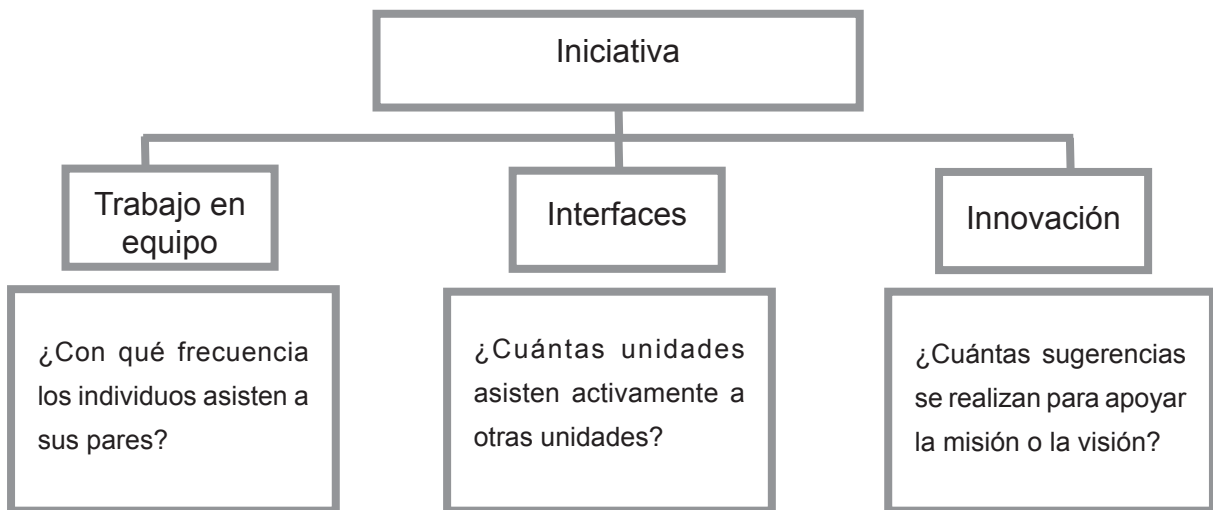 Iniciativa
Trabajo en
equipo
Interfaces
Innovación
¿Con qué frecuencia
los individuos asisten a
sus pares?
¿Cuántas unidades
asisten activamente a
otras unidades?
¿Cuántas sugerencias
se realizan para apoyar
la misión o la visión?